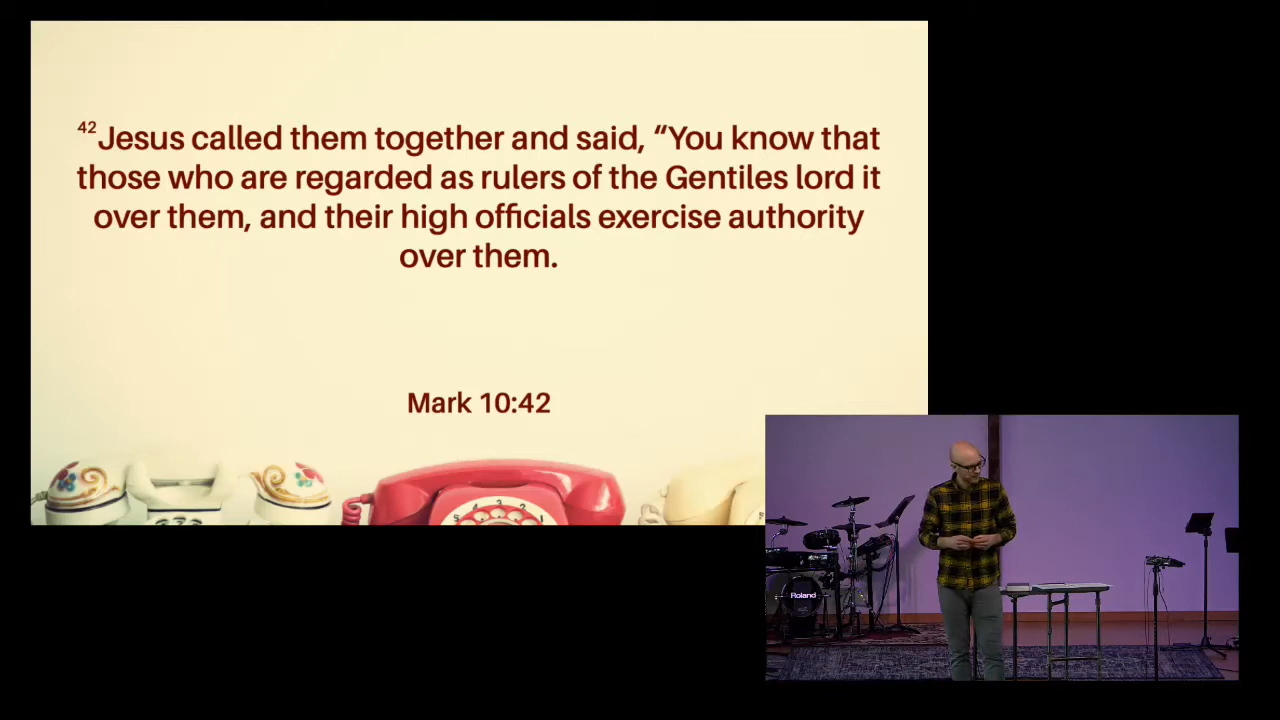 42Jesus called them together and said, “You know that
those who are regarded as rulers of the Gentiles lord it
over them, and their high officials exercise authority
over them.
Mark 10:42
Roland